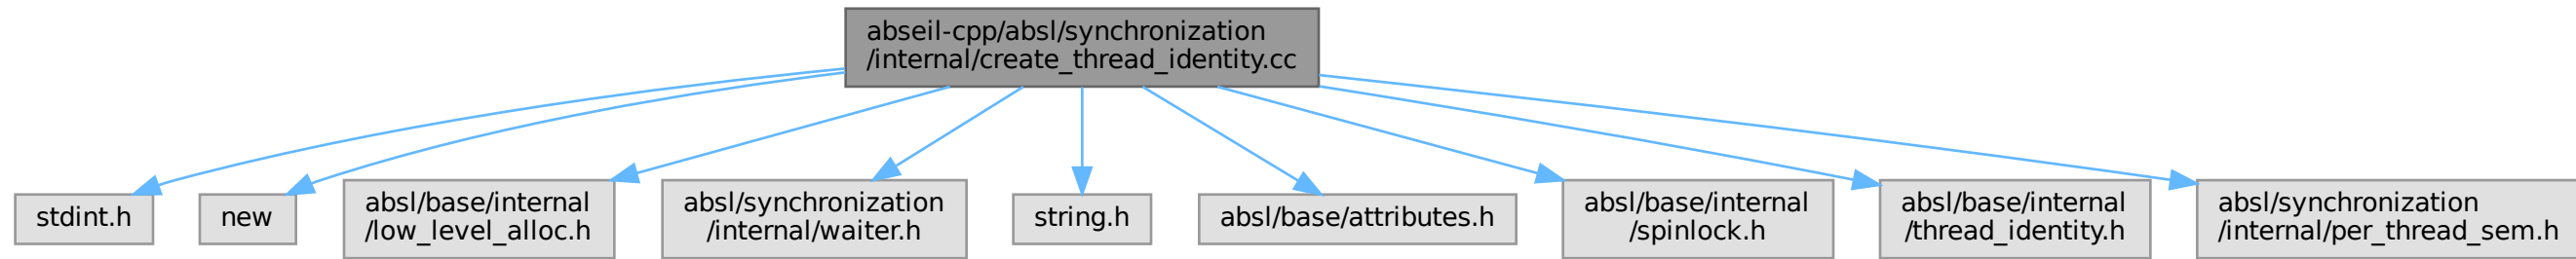 abseil-cpp/absl/synchronization
/internal/create_thread_identity.cc
stdint.h
new
absl/base/internal
/low_level_alloc.h
absl/synchronization
/internal/waiter.h
string.h
absl/base/attributes.h
absl/base/internal
/spinlock.h
absl/base/internal
/thread_identity.h
absl/synchronization
/internal/per_thread_sem.h